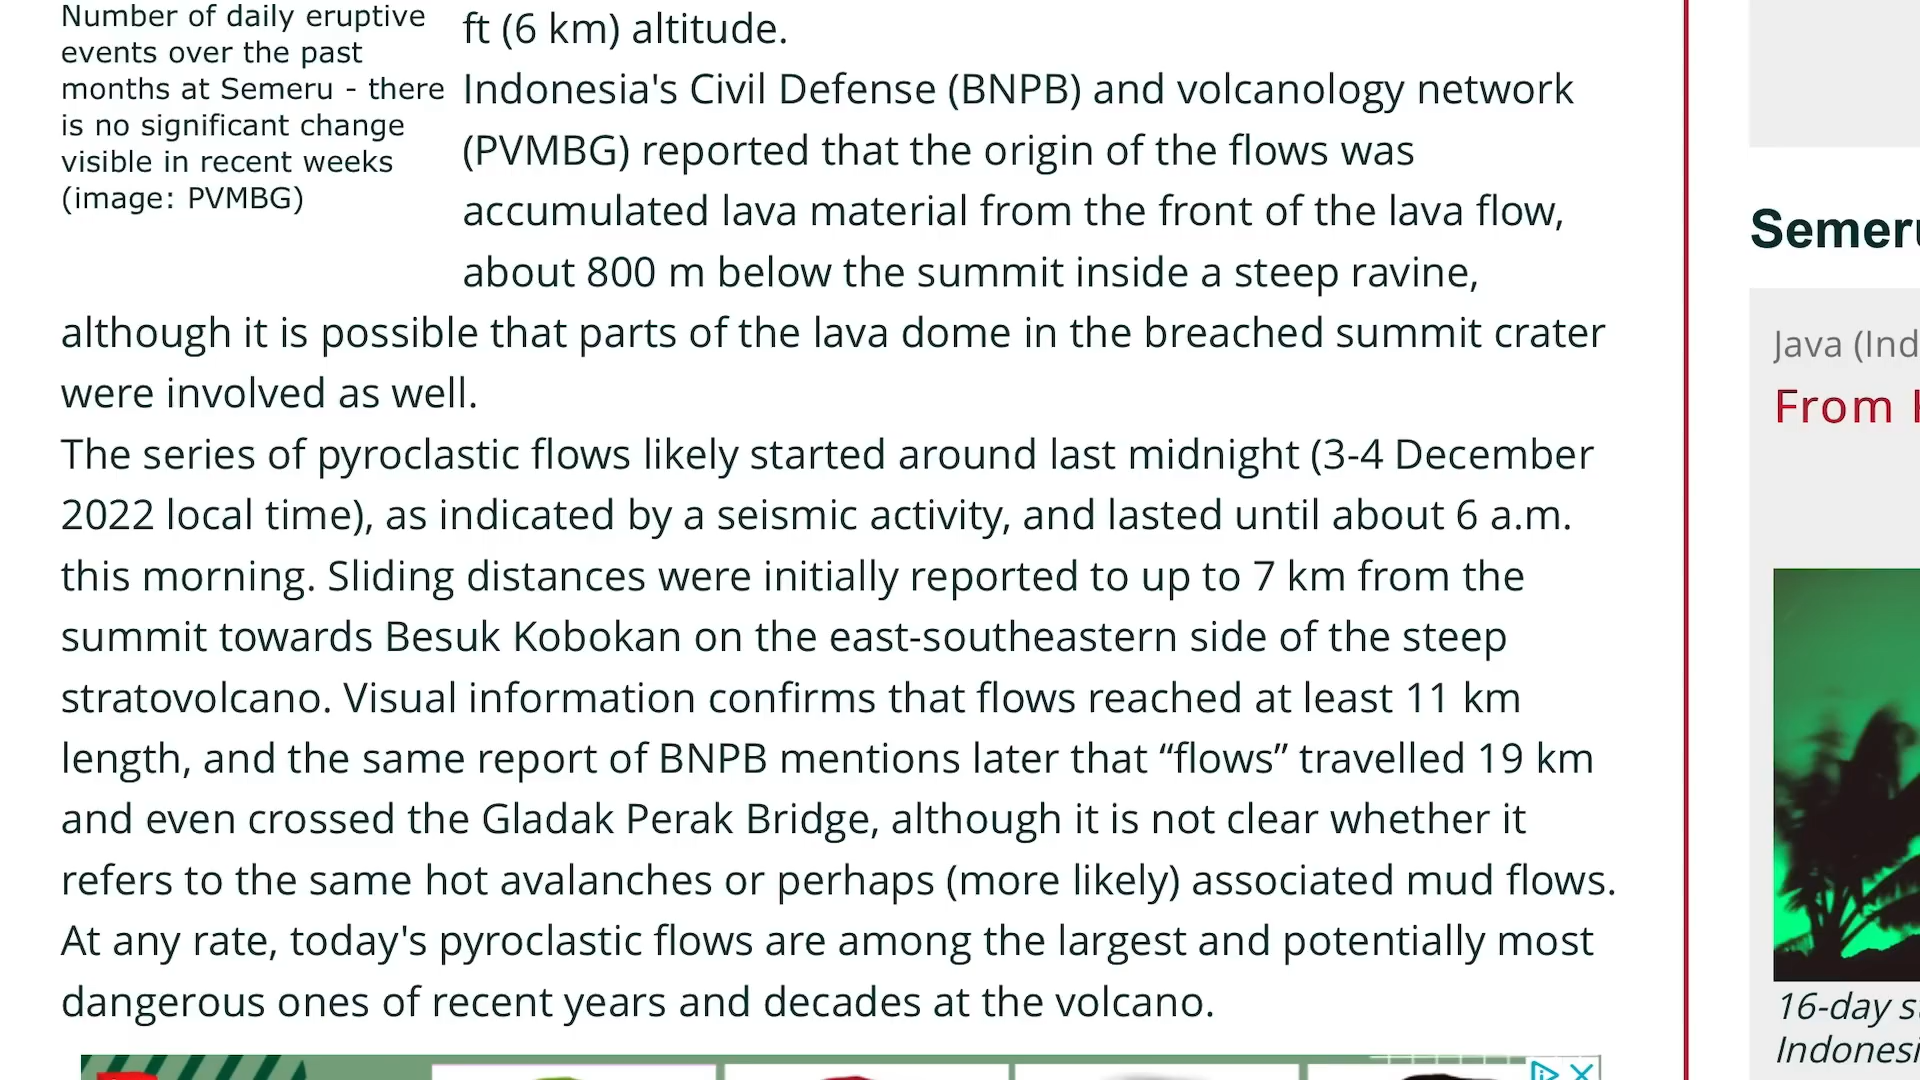 Number of daily eruptive
events over the past
months at Semeru - there
is no significant change
visible in recent weeks
(image: PVMBG)
ft (6 km) altitude.
Indonesia's Civil Defense (BNPB) and volcanology network
(PVMBG) reported that the origin of the flows was
accumulated lava material from the front of the lava flow,
about 800 m below the summit inside a steep ravine,
although it is possible that parts of the lava dome in the breached summit crater
were involved as well.
The series of pyroclastic flows likely started around last midnight (3-4 December
2022 local time), as indicated by a seismic activity, and lasted until about 6 a.m.
this morning. Sliding distances were initially reported to up to 7 km from the
summit towards Besuk Kobokan on the east-southeastern side of the steep
stratovolcano. Visual information confirms that flows reached at least 11 km
length, and the same report of BNPB mentions later that “flows” travelled 19 km
and even crossed the Gladak Perak Bridge, although it is not clear whether it
refers to the same hot avalanches or perhaps (more likely) associated mud flows.
At any rate, today's pyroclastic flows are among the largest and potentially most
dangerous ones of recent years and decades at the volcano.
Semeru
Java (Ind
From
16-day s
Indonesi